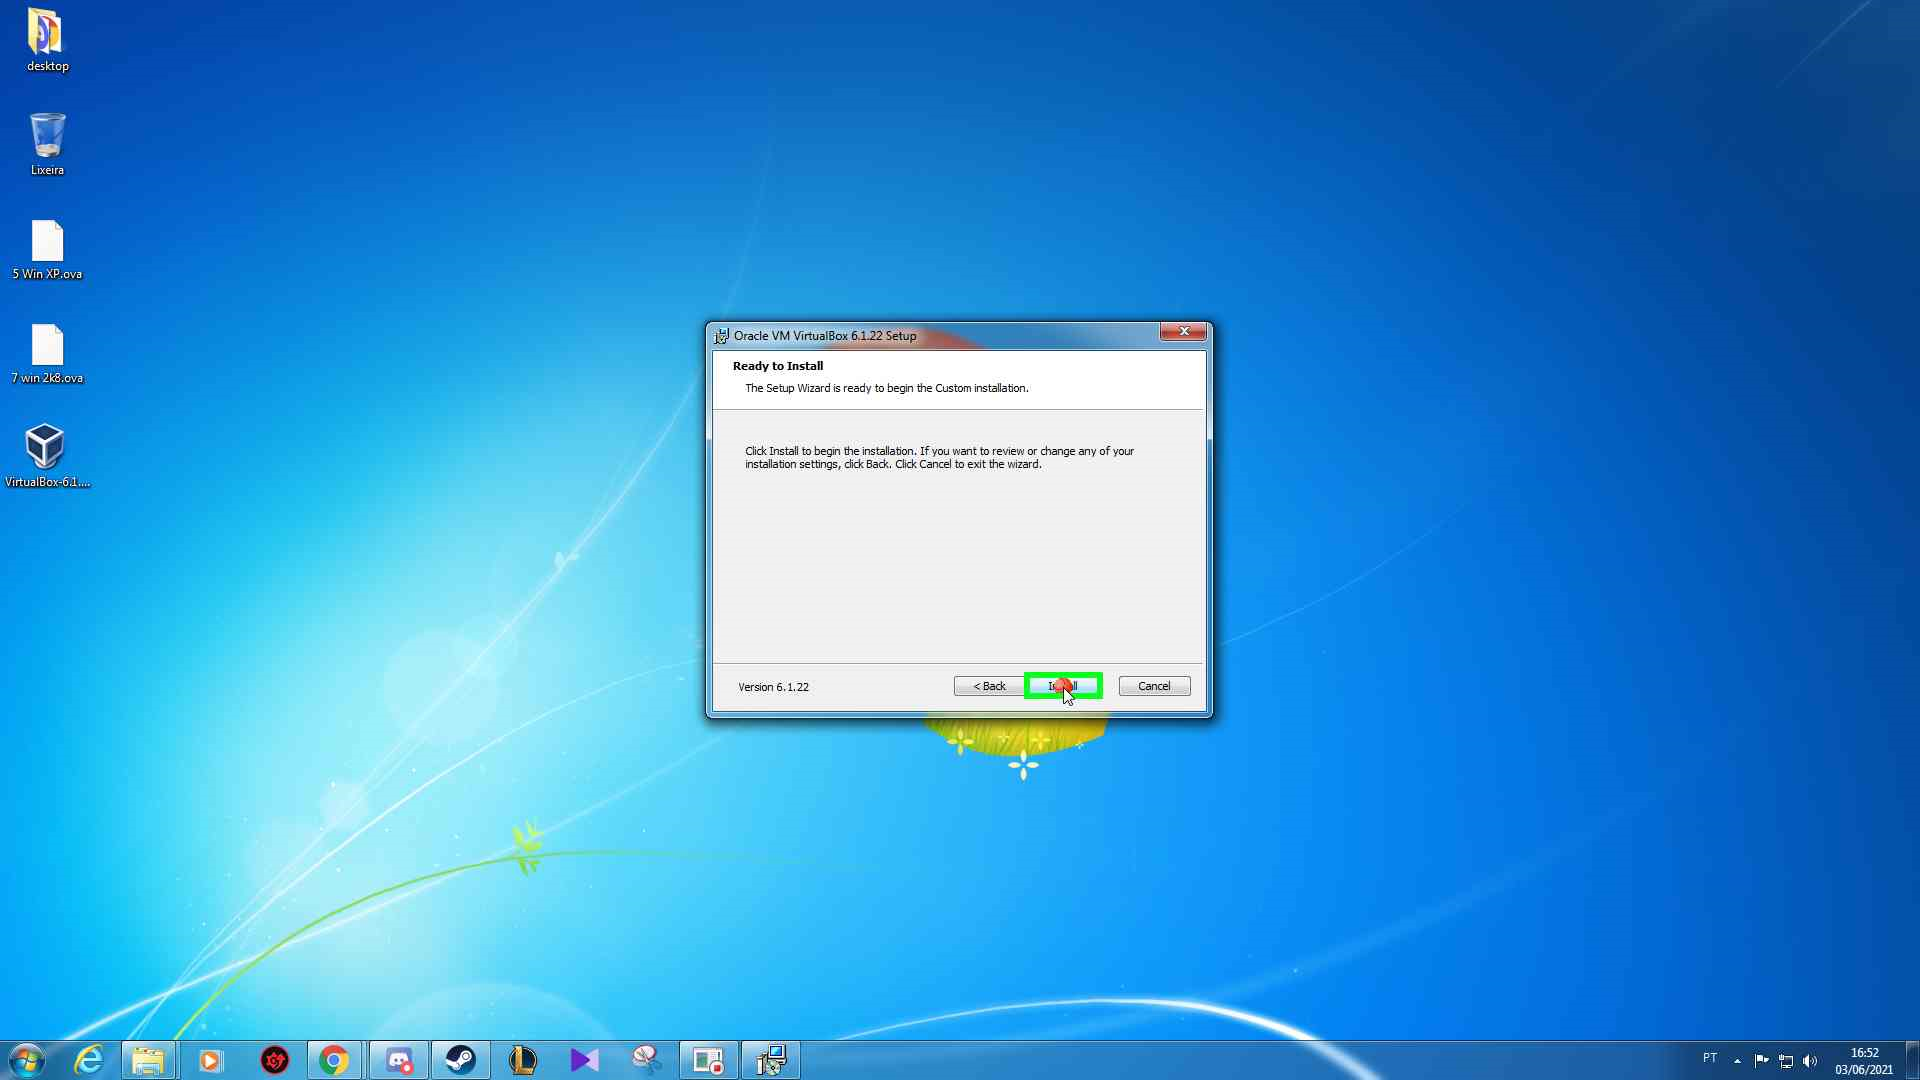 desktop
Lixeira
5 Win XP.ova
7 win 2k8.ova
VirtualBox-6.1....
Oracle VM VirtualBox 6.1.22 Setup
Ready to Install
The Setup Wizard is ready to begin the Custom installation.
Click Install to begin the installation. If you want to review or change any of your
installation settings, click Back. Click Cancel to exit the wizard.
Version 6.1.22
< Back
Install
Cancel
PT
16:52
03/06/2021